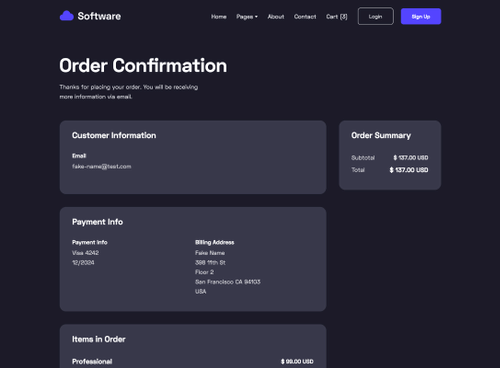 Software
Home Pages About Contact Cart (3) Login Sign Up
Order Confirmation
Thanks for placing your order. You will be receiving
more information via email.
Customer Information
Email
fake-name@test.com
Order Summary
Subtotal $ 137.00 USD
Total $ 137.00 USD
Payment Info
Payment Info
Visa 4242
12/2024
Billing Address
Fake Name
398 11th St
Floor 2
San Francisco CA 94103
USA
Items in Order
Professional $ 99.00 USD